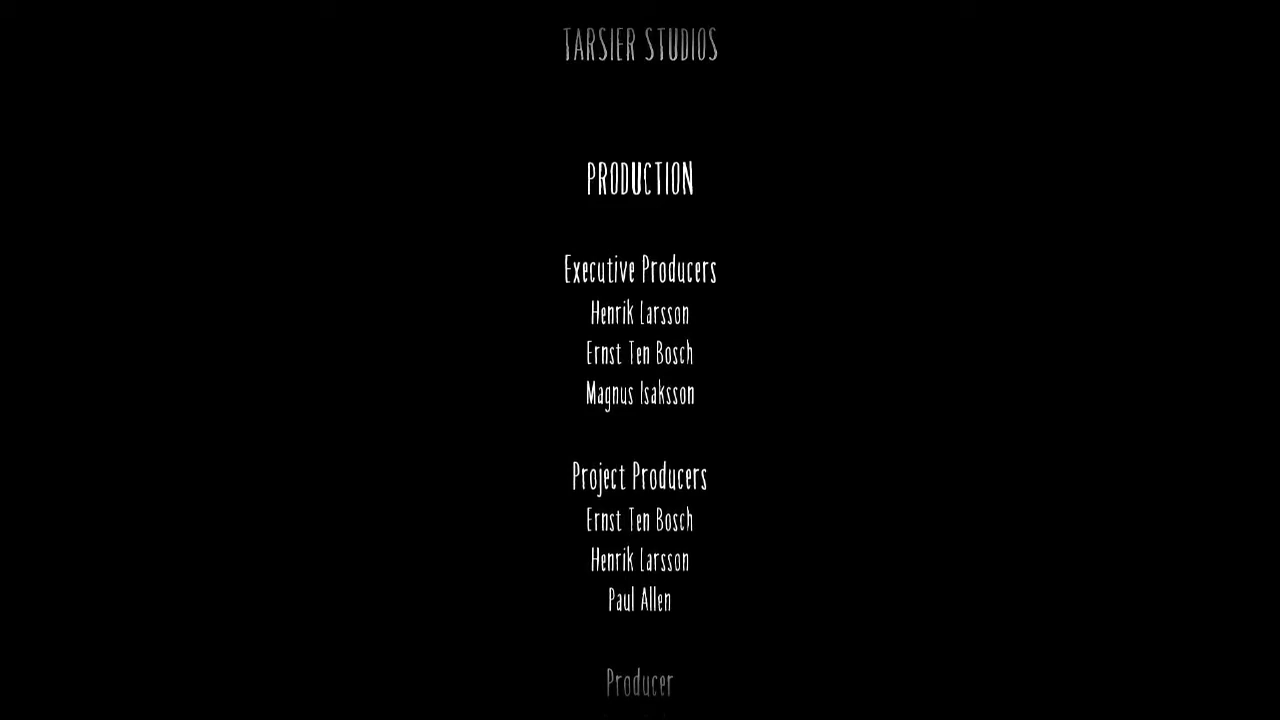 TARSIER STUDIOS
PRODUCTION
Executive Producers
Henrik Larsson
Ernst Ten Bosch
Magnus Isaksson
Project Producers
Ernst Ten Bosch
Henrik Larsson
Paul Allen
Producer